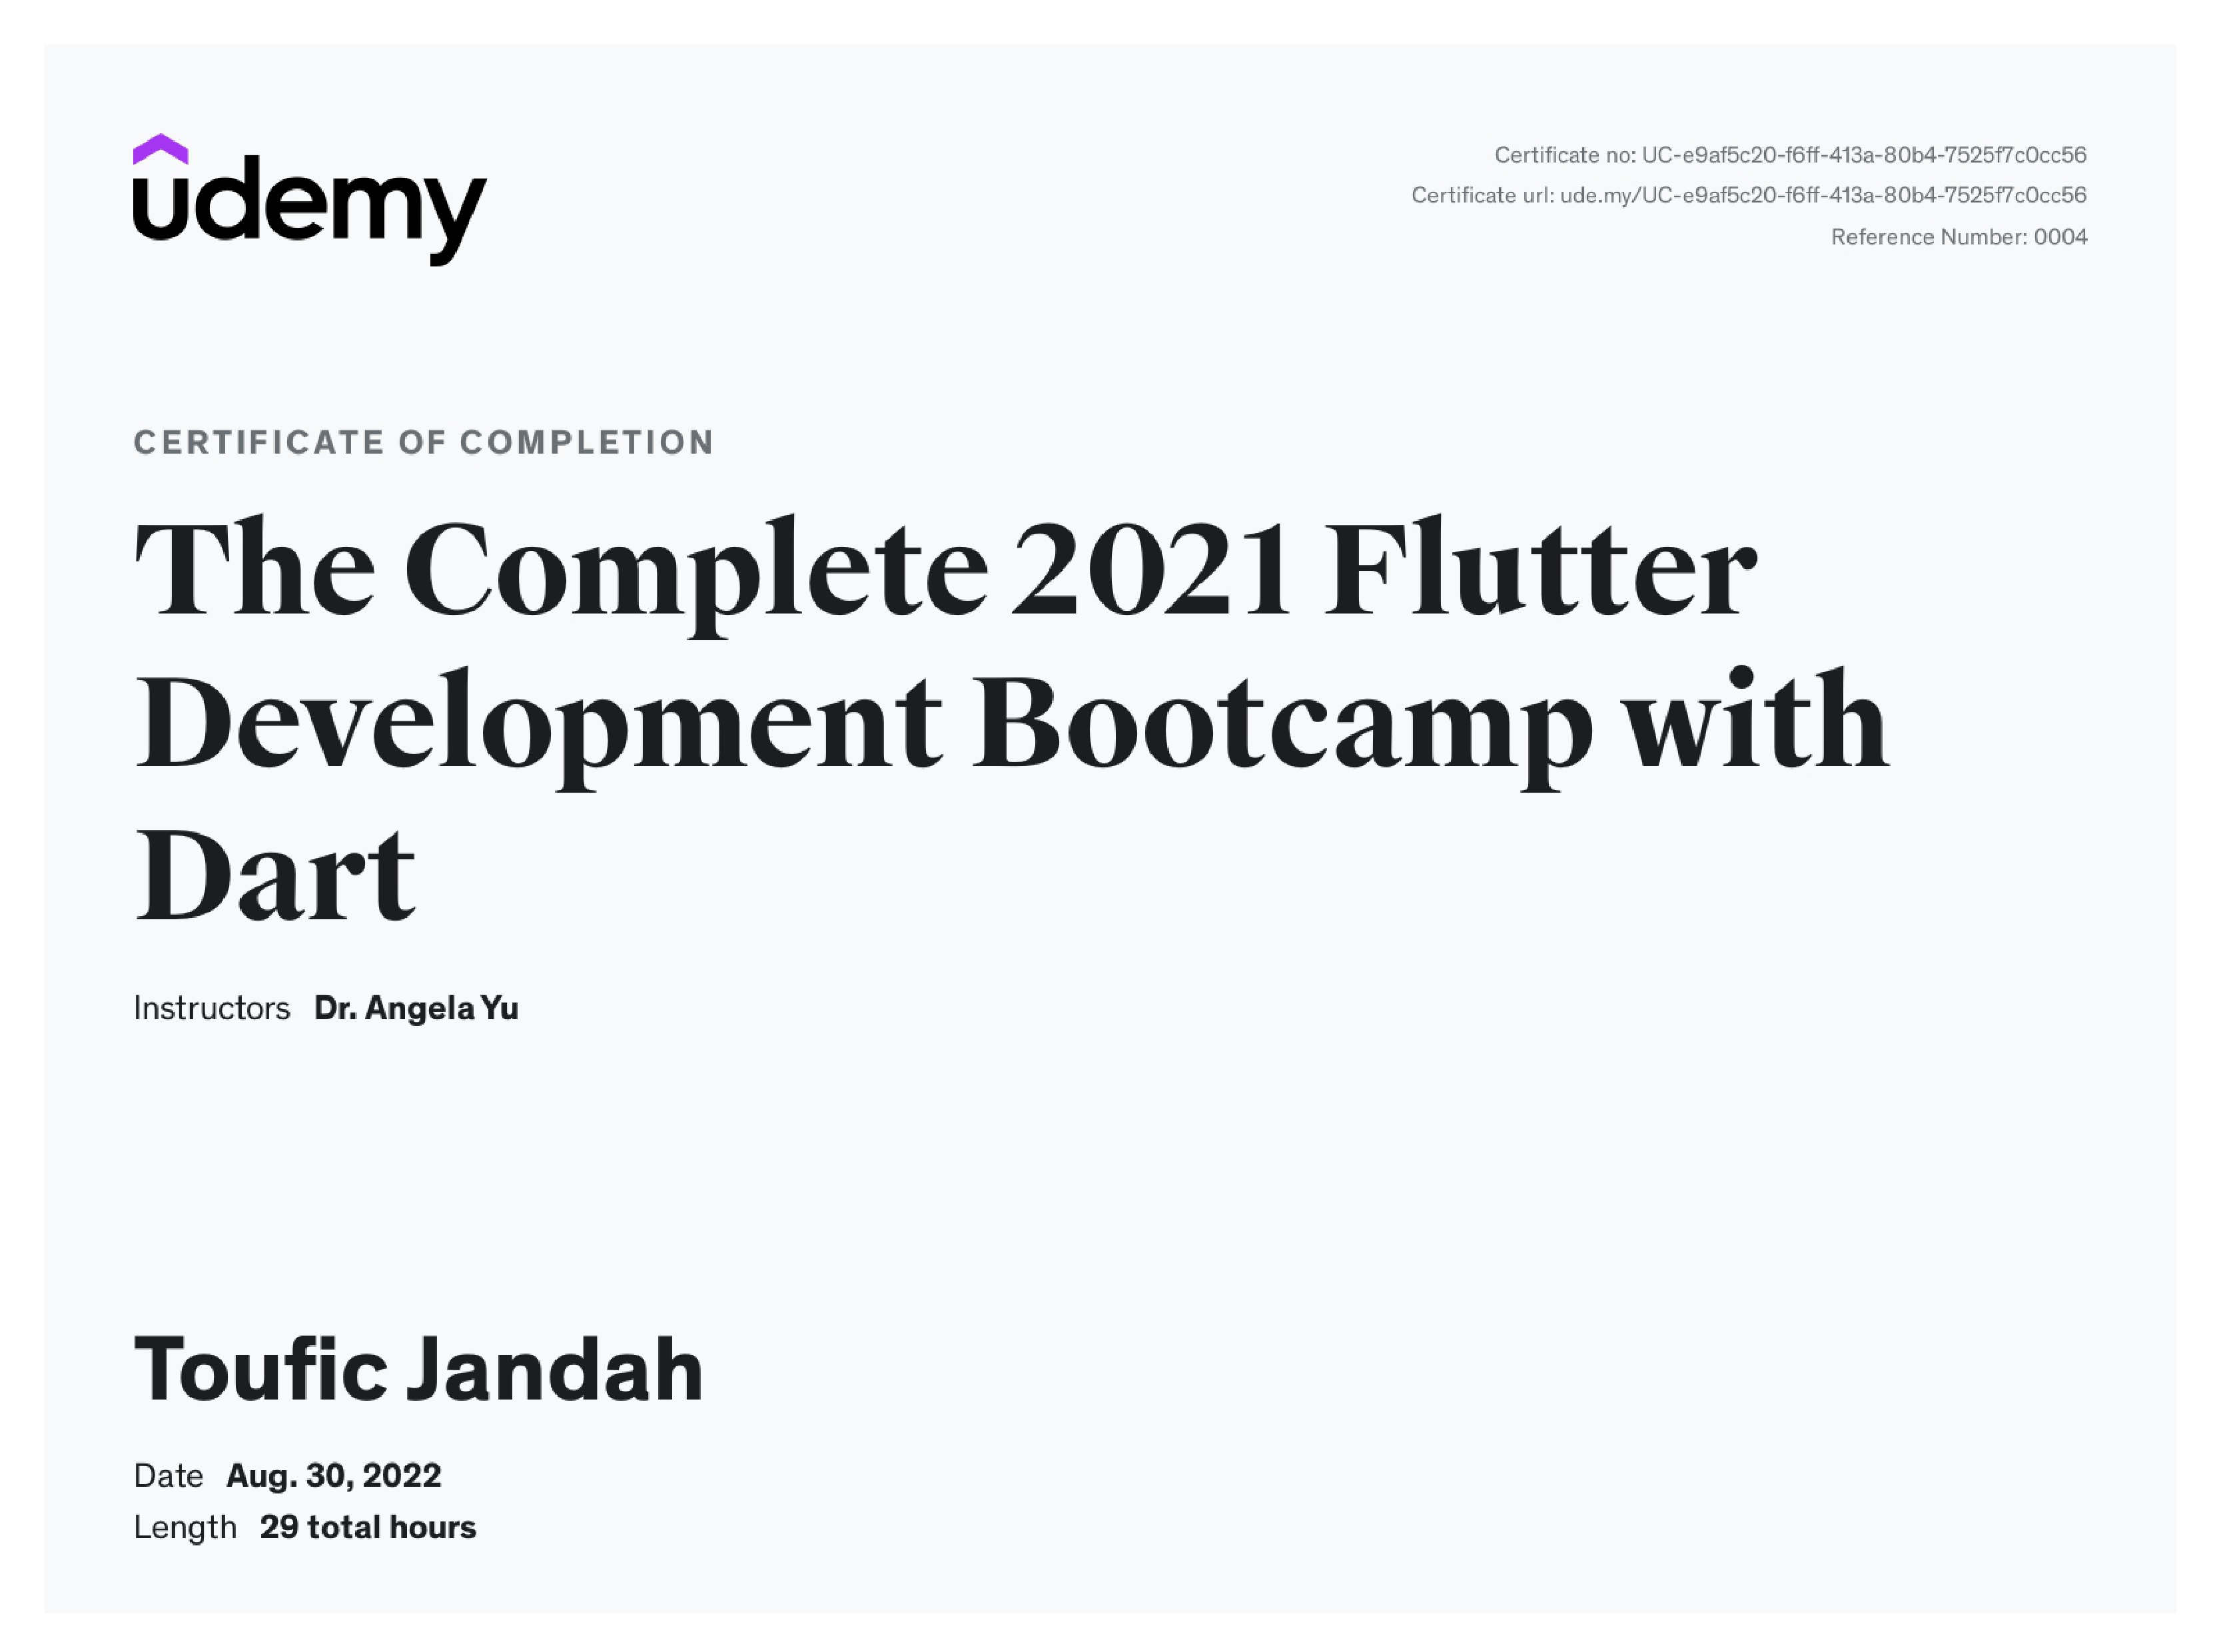 udemy
Certificate no: UC-e9af5c20-f6ff-413a-80b4-7525f7c0cc56
Certificate url: ude.my/UC-e9af5c20-f6ff-413a-80b4-7525f7c0cc56
Reference Number: 0004
CERTIFICATE OF COMPLETION
The Complete 2021 Flutter
Development Bootcamp with
Dart
Instructors Dr. Angela Yu
Toufic Jandah
Date Aug. 30, 2022
Length 29 total hours